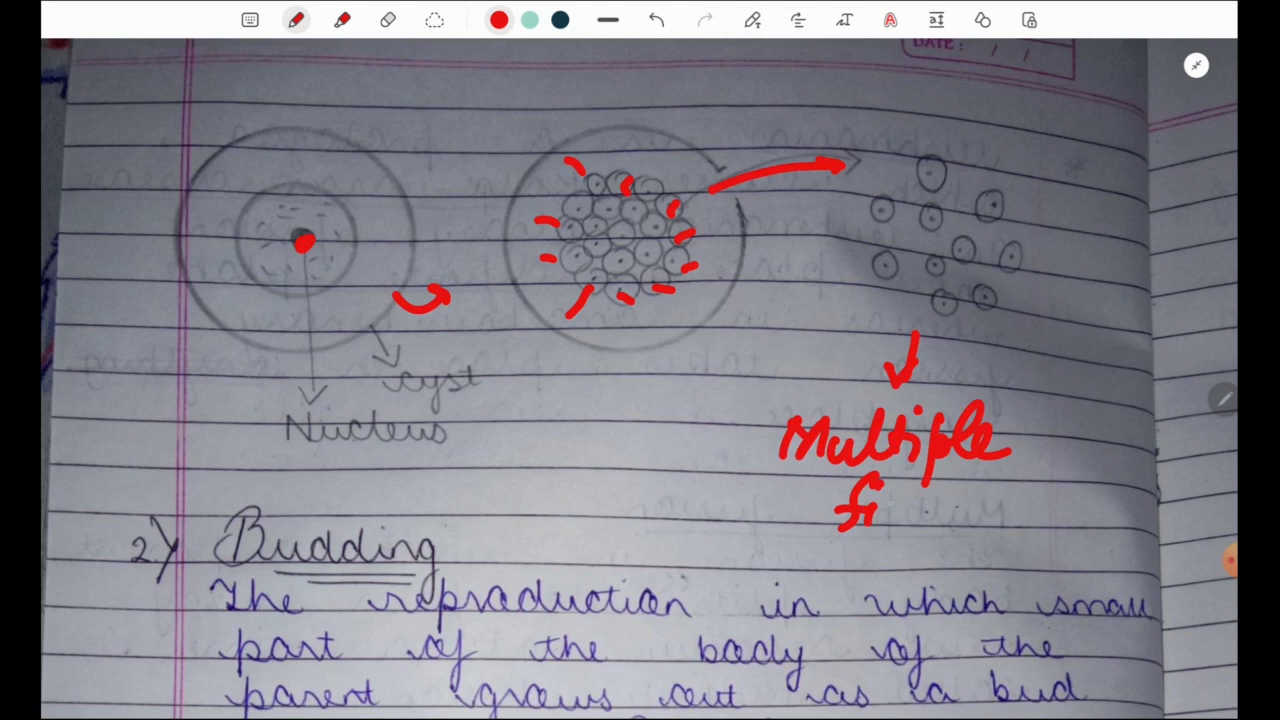 DATE: / /
cyst
Nucleus
Multiple
fi
2.) Budding
The reproduction in which small
part of the body of the
parent grows out as a bud